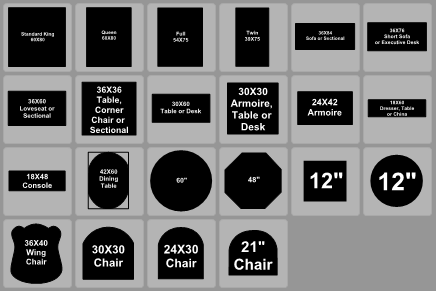 Standard King
80X80
Queen
60X80
Full
54X75
Twin
39X75
36X84
Sofa or Sectional
36X76
Short Sofa
or Executive Desk
36X60
Loveseat or
Sectional
36X36
Table,
Corner
Chair or
Sectional
30X60
Table or Desk
30X30
Armoire,
Table or
Desk
24X42
Armoire
18X64
Dresser, Table
or China
18X48
Console
42X60
Dining
Table
60"
48"
12"
12"
36X40
Wing
Chair
30X30
Chair
24X30
Chair
21"
Chair